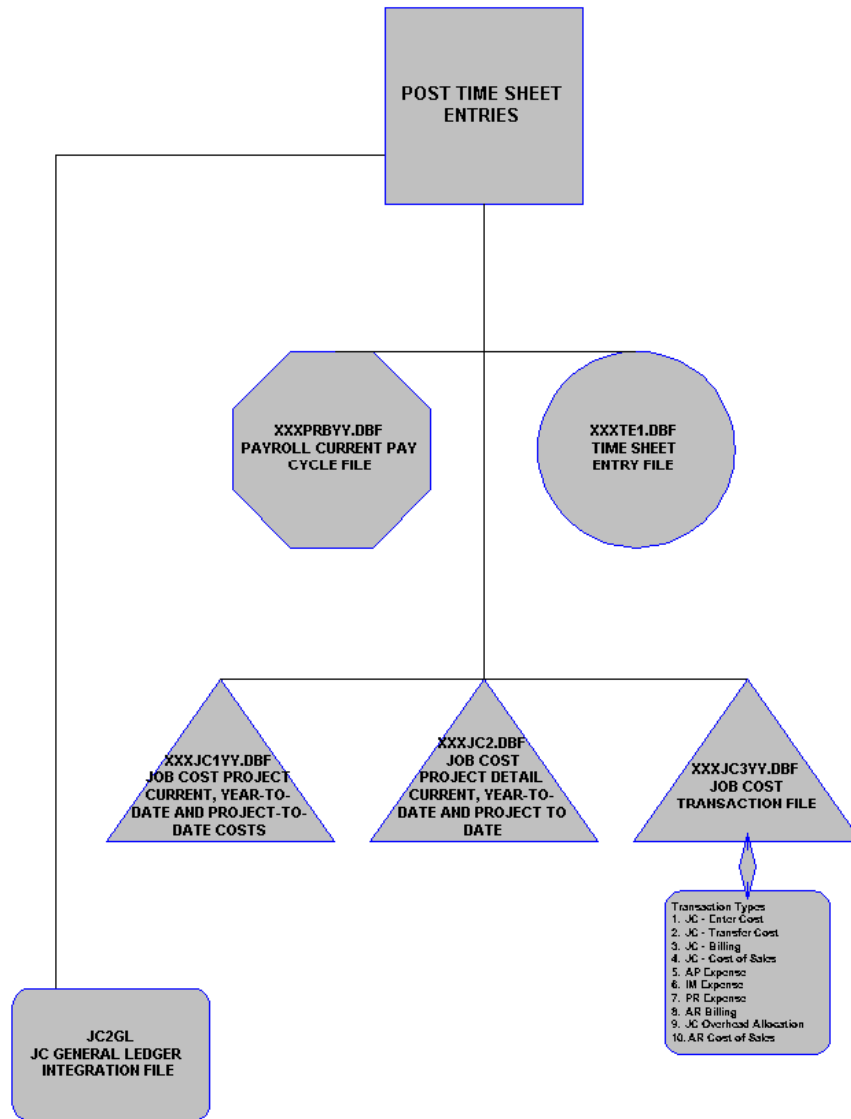 POST TIME SHEET
ENTRIES
XXXPRBYY.DBF
PAYROLL CURRENT PAY
CYCLE FILE
XXXTE1.DBF
TIME SHEET
ENTRY FILE
XXXJC1YY.DBF
JOB COST PROJECT
CURRENT, YEAR-TO-
DATE AND PROJECT-TO-
DATE COSTS
XXXJC2.DBF
JOB COST
PROJECT DETAIL
CURRENT, YEAR-TO-
DATE AND PROJECT TO
DATE
XXXJC3YY.DBF
JOB COST
TRANSACTION FILE
Transaction Types
1. JC - Enter Cost
2. JC - Transfer Cost
3. JC - Billing
4. JC - Cost of Sales
5. AP Expense
6. IM Expense
7. PR Expense
8. AR Billing
9. JC Overhead Allocation
10. AR Cost of Sales
JC2GL
JC GENERAL LEDGER
INTEGRATION FILE